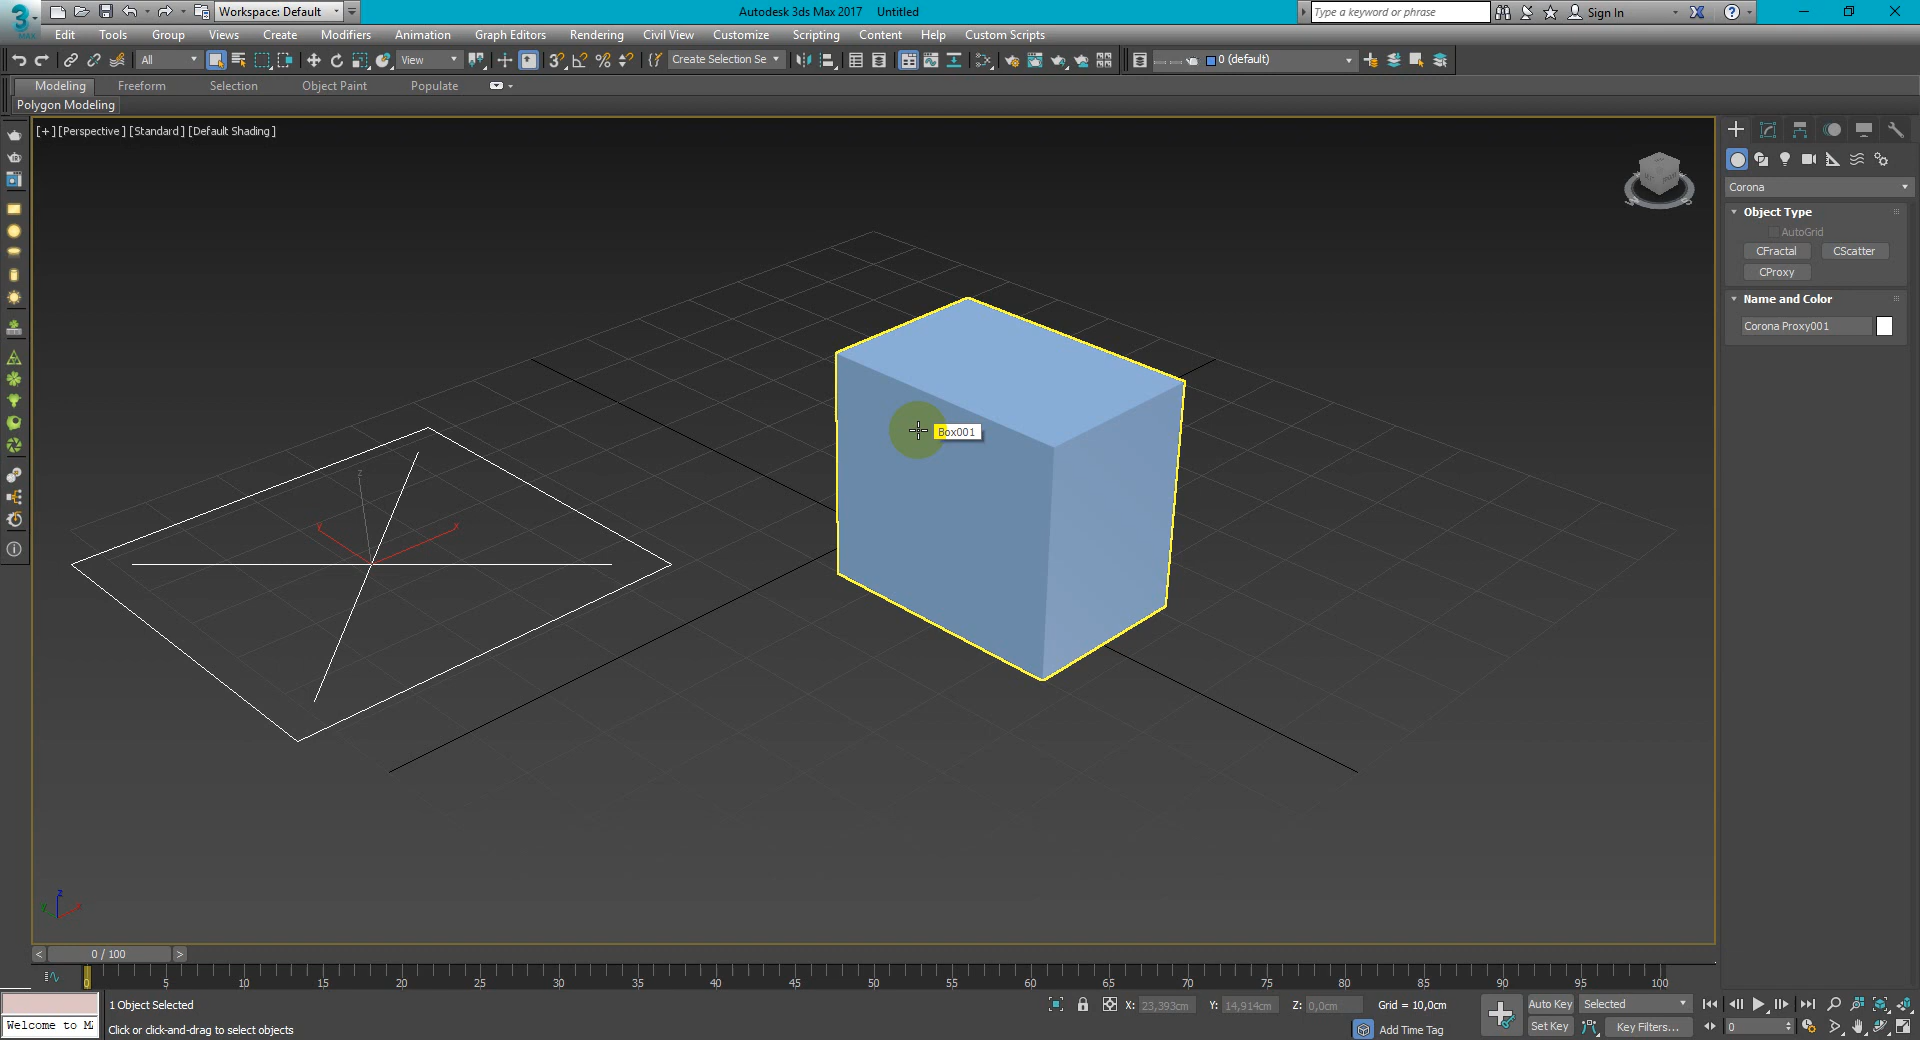 3
MAX
Workspace: Default
Autodesk 3ds Max 2017 Untitled
Type a keyword or phrase
Sign In
Edit Tools Group Views Create Modifiers Animation Graph Editors Rendering Civil View Customize Scripting Content Help Custom Scripts
All
View
Create Selection Se
0 (default)
Modeling Freeform Selection Object Paint Populate
Polygon Modeling
[+] [Perspective ] [Standard ] [Default Shading ]
Corona
Object Type
AutoGrid
CFractal CScatter
CProxy
Name and Color
Corona Proxy001
Box001
z
y
x
z
y
x
< 0 / 100 >
0 5 10 15 20 25 30 35 40 45 50 55 60 65 70 75 80 85 90 95 100
1 Object Selected
X: 23,393cm Y: 14,914cm Z: 0,0cm Grid = 10,0cm
Auto Key Selected
Welcome to M
Click or click-and-drag to select objects
Add Time Tag
Set Key Key Filters... 0